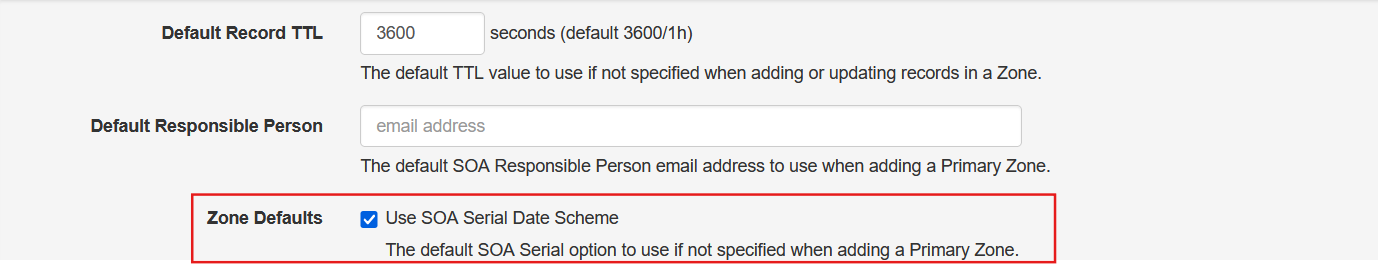 Default Record TTL 3600 seconds (default 3600/1h)
The default TTL value to use if not specified when adding or updating records in a Zone.
Default Responsible Person email address
The default SOA Responsible Person email address to use when adding a Primary Zone.
Zone Defaults Use SOA Serial Date Scheme
The default SOA Serial option to use if not specified when adding a Primary Zone.